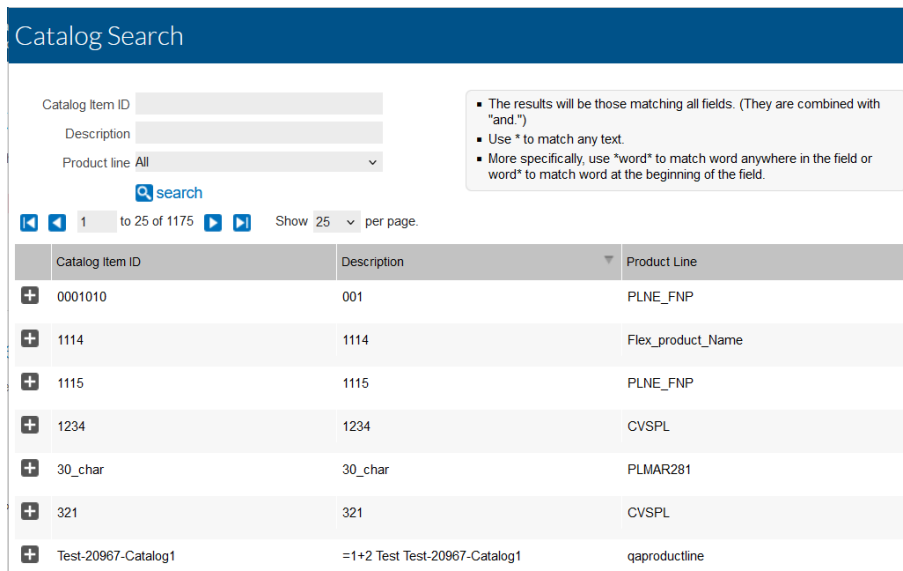 Catalog Search
Catalog Item ID
Description
Product line All
search
The results will be those matching all fields. (They are combined with
"and.")
Use * to match any text.
More specifically, use *word* to match word anywhere in the field or
word* to match word at the beginning of the field.
1 to 25 of 1175 Show 25 per page.
Catalog Item ID Description Product Line
0001010 001 PLNE_FNP
1114 1114 Flex_product_Name
1115 1115 PLNE_FNP
1234 1234 CVSPL
30_char 30_char PLMAR281
321 321 CVSPL
Test-20967-Catalog1 =1+2 Test Test-20967-Catalog1 qaproductline